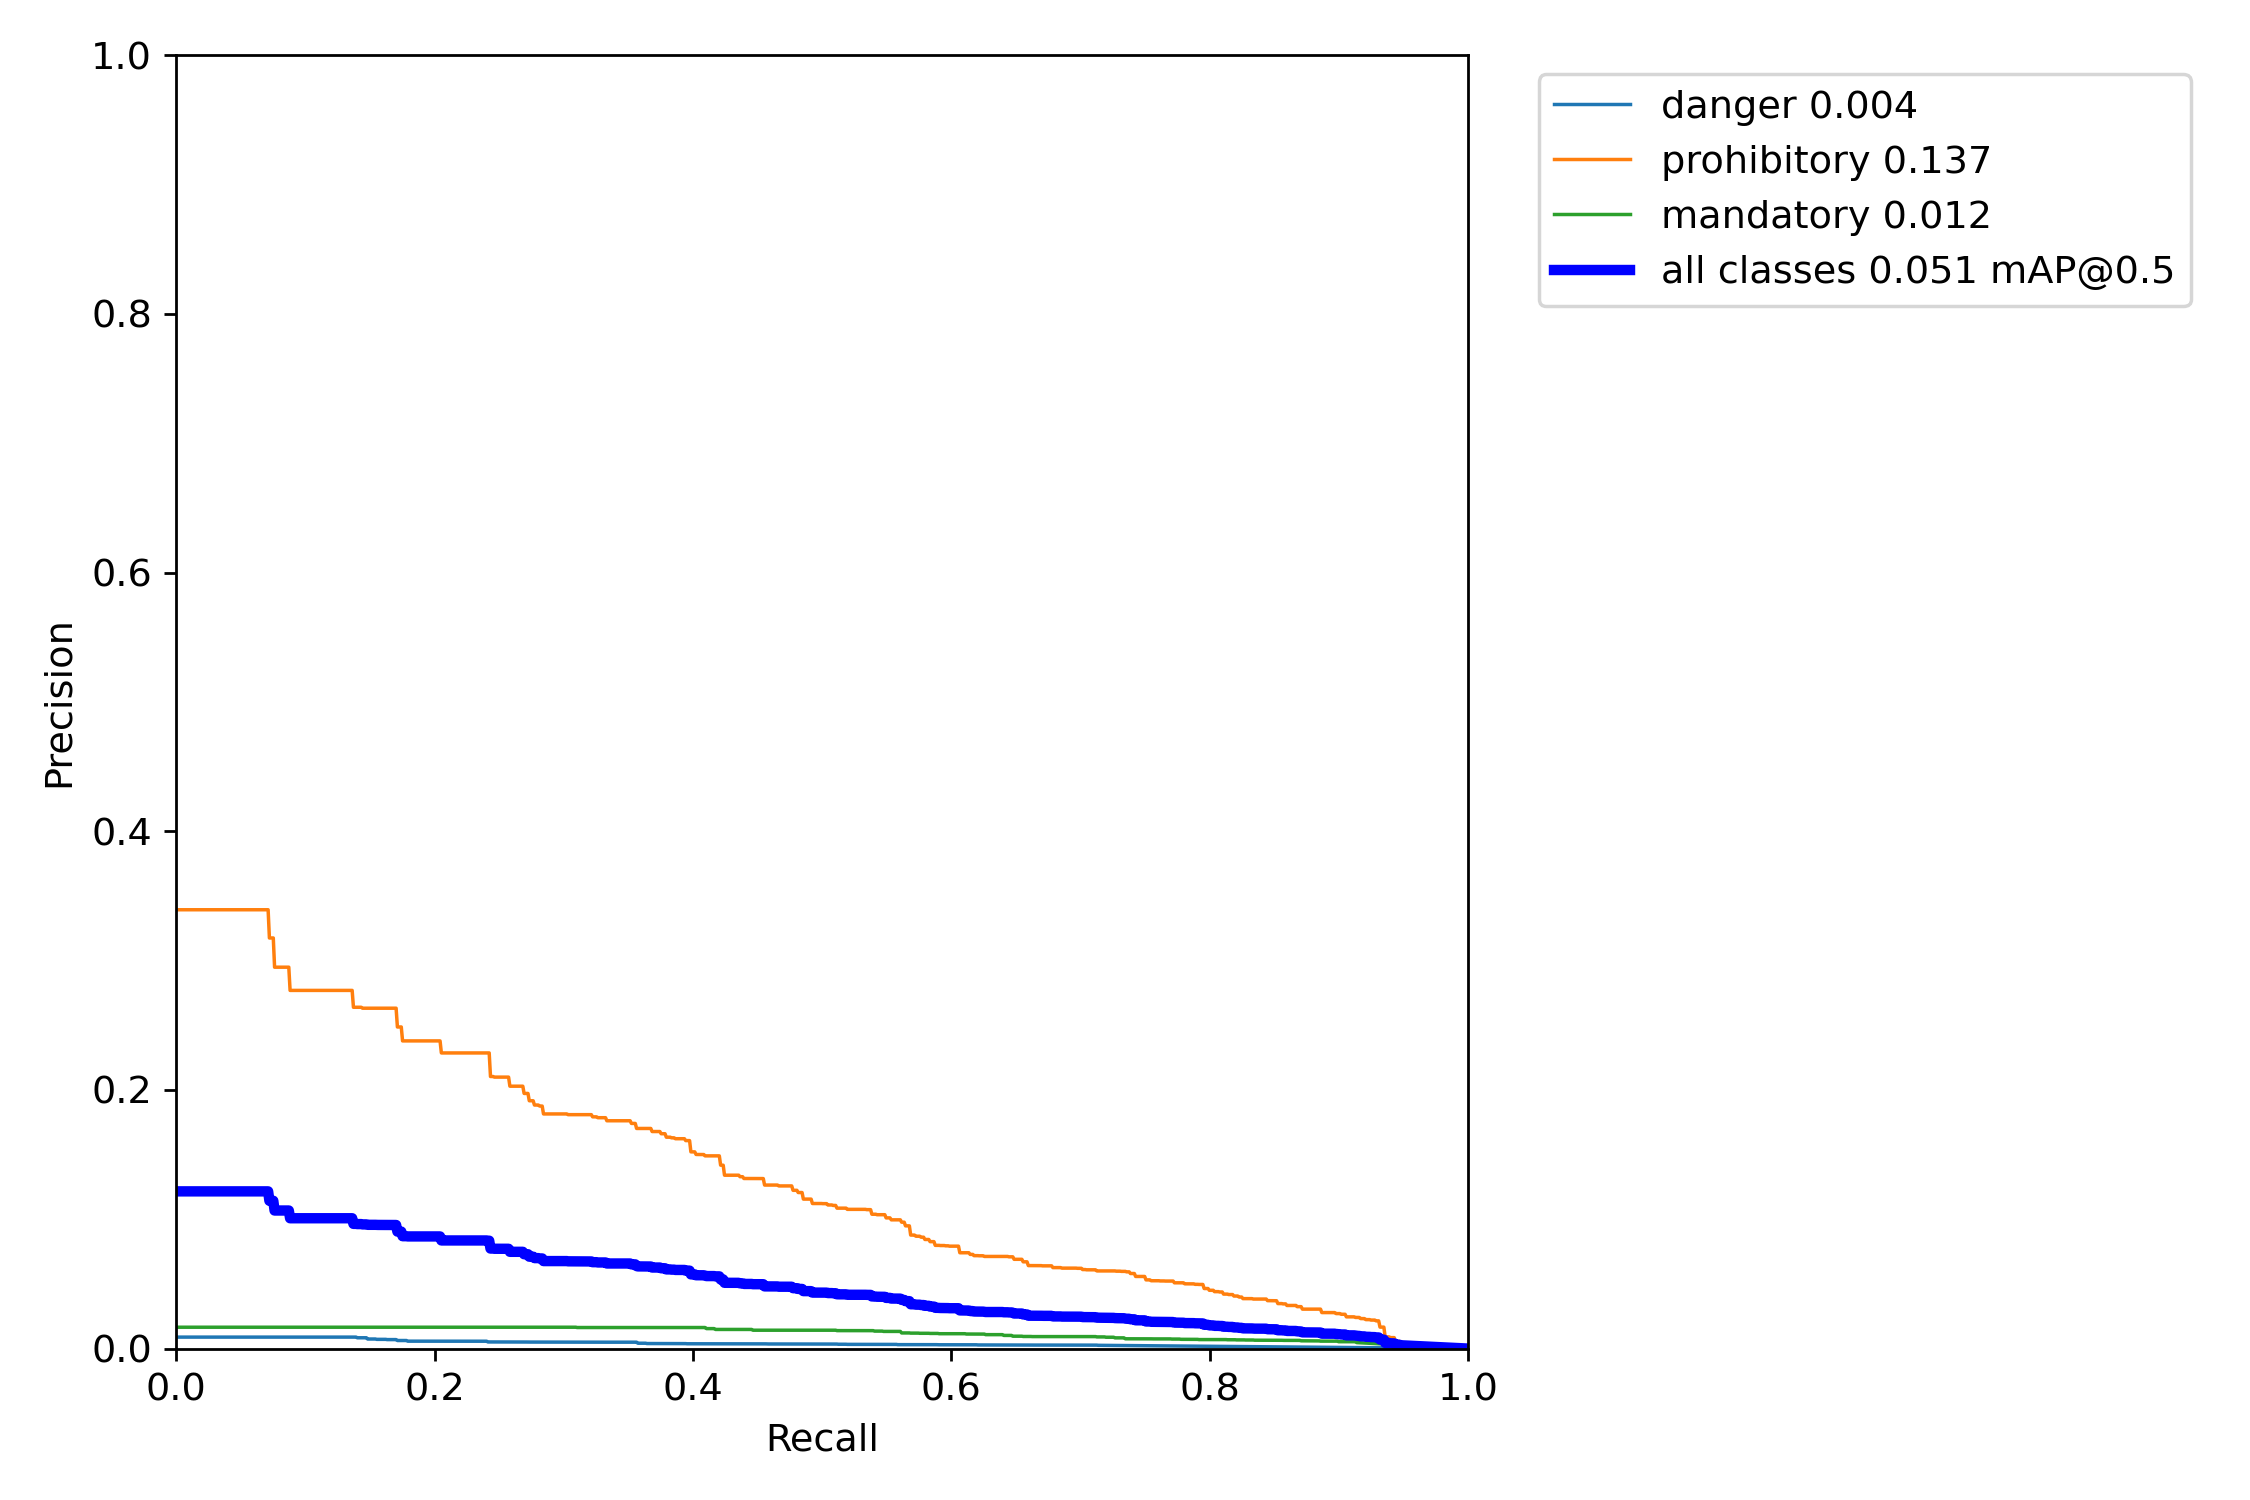 1.0
0.8
0.6
0.4
0.2
0.0
Precision
0.0 0.2 0.4 0.6 0.8 1.0
Recall
danger 0.004
prohibitory 0.137
mandatory 0.012
all classes 0.051 mAP@0.5